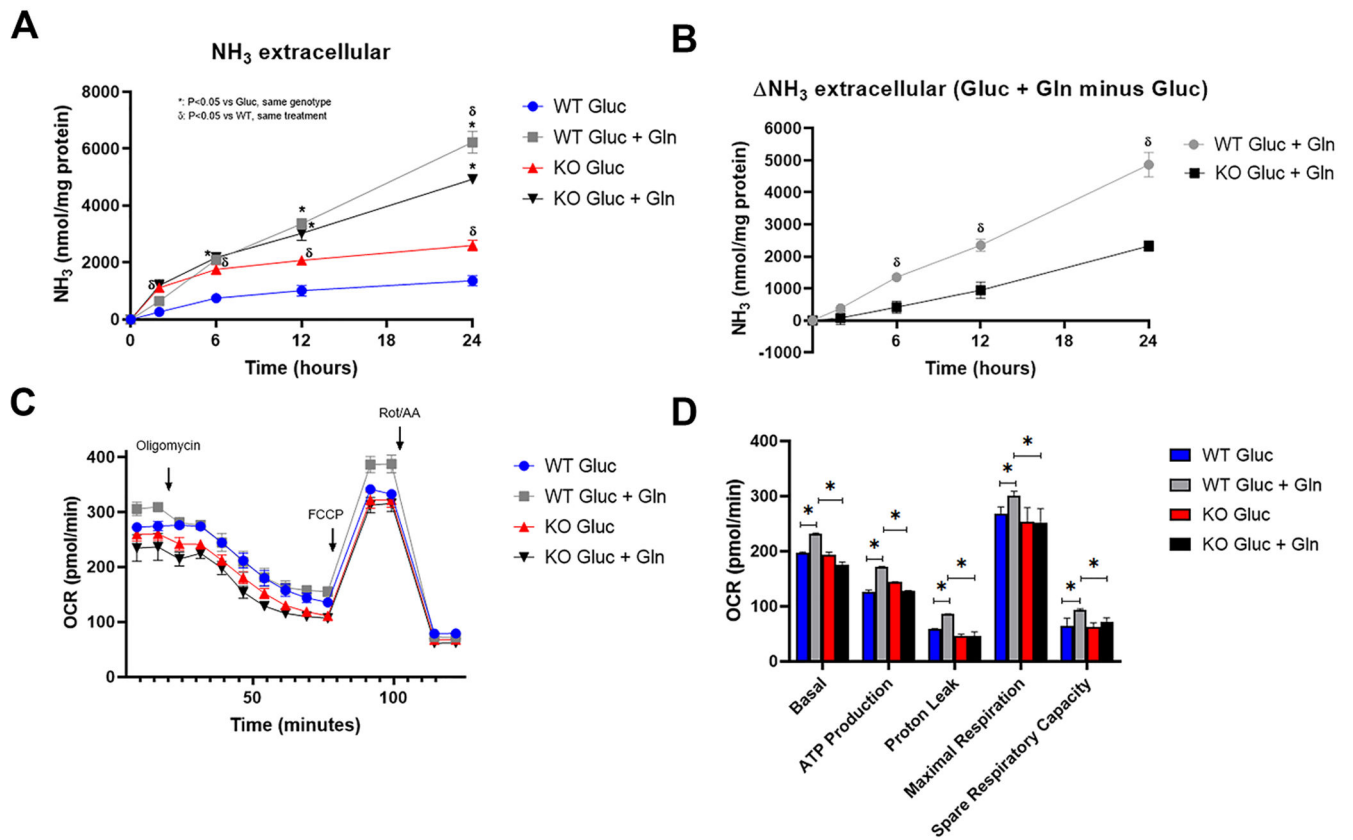 A
NH₃ extracellular
*: P<0.05 vs Gluc, same genotype
δ: P<0.05 vs WT, same treatment
NH₃ (nmol/mg protein)
8000
6000
4000
2000
0
0 6 12 18 24
Time (hours)
δ
*
*
δ
*
*
δ
*
δ
δ
WT Gluc
WT Gluc + Gln
KO Gluc
KO Gluc + Gln
B
ΔNH₃ extracellular (Gluc + Gln minus Gluc)
NH₃ (nmol/mg protein)
6000
5000
4000
3000
2000
1000
0
-1000
6 12 18 24
Time (hours)
δ
δ
δ
WT Gluc + Gln
KO Gluc + Gln
C
Oligomycin
FCCP
Rot/AA
OCR (pmol/min)
400
300
200
100
0
50 100
Time (minutes)
WT Gluc
WT Gluc + Gln
KO Gluc
KO Gluc + Gln
D
OCR (pmol/min)
400
300
200
100
0
* *
* *
* *
* *
* *
Basal
ATP Production
Proton Leak
Maximal Respiration
Spare Respiratory Capacity
WT Gluc
WT Gluc + Gln
KO Gluc
KO Gluc + Gln